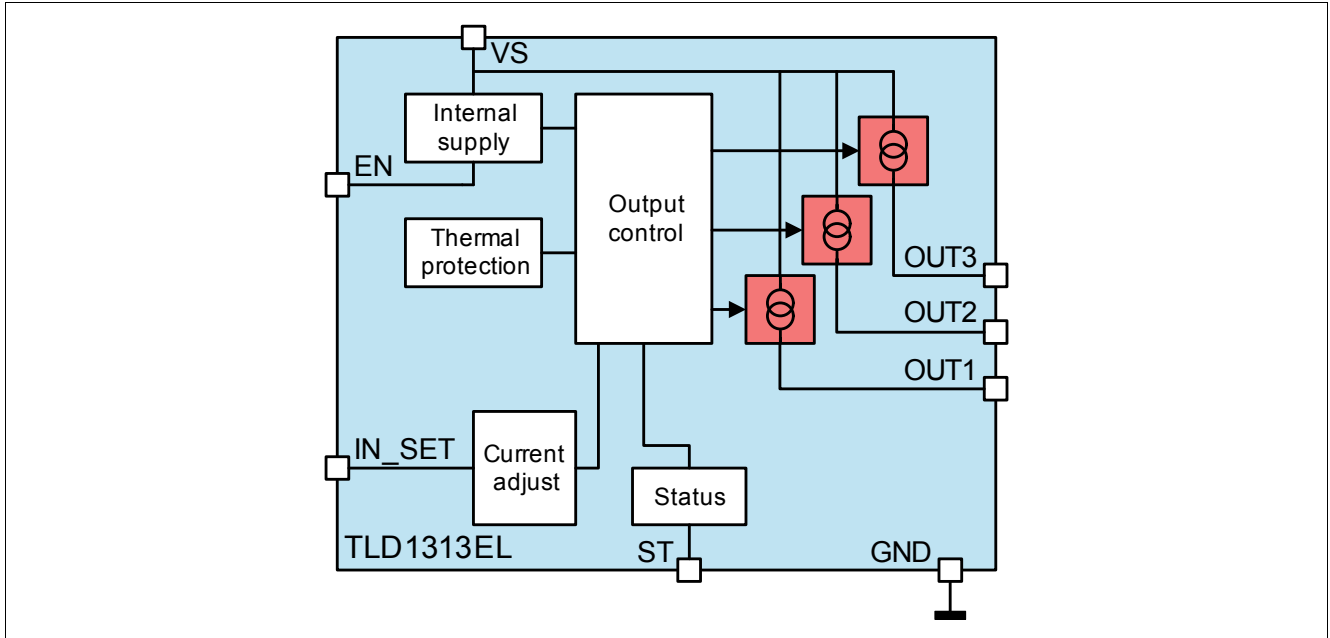 VS
Internal
supply
EN
Output
control
Thermal
protection
OUT3
OUT2
OUT1
IN_SET
Current
adjust
Status
TLD1313EL
ST
GND